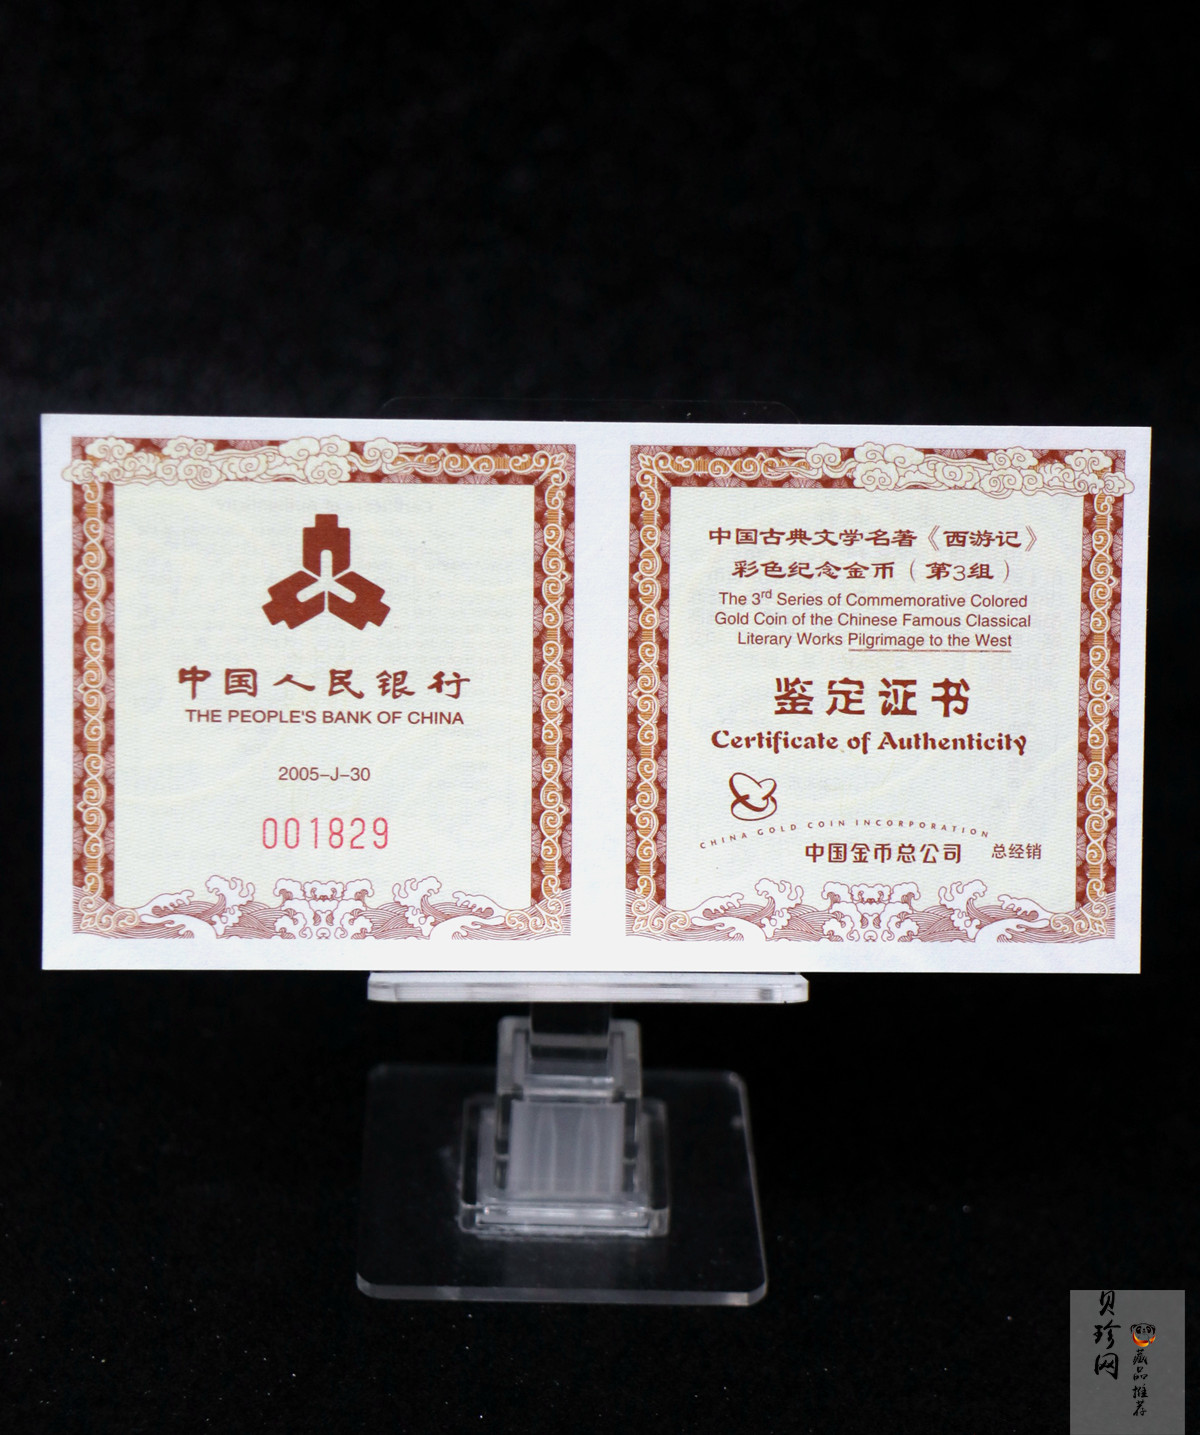 中国人民银行
THE PEOPLE'S BANK OF CHINA
2005-J-30
001829
中国古典文学名著《西游记》
彩色纪念金币（第3组）
The 3rd Series of Commemorative Colored
Gold Coin of the Chinese Famous Classical
Literary Works Pilgrimage to the West
鉴定证书
Certificate of Authenticity
CHINA GOLD COIN INCORPORATION
中国金币总公司 总经销
贝珍网
藏品推荐